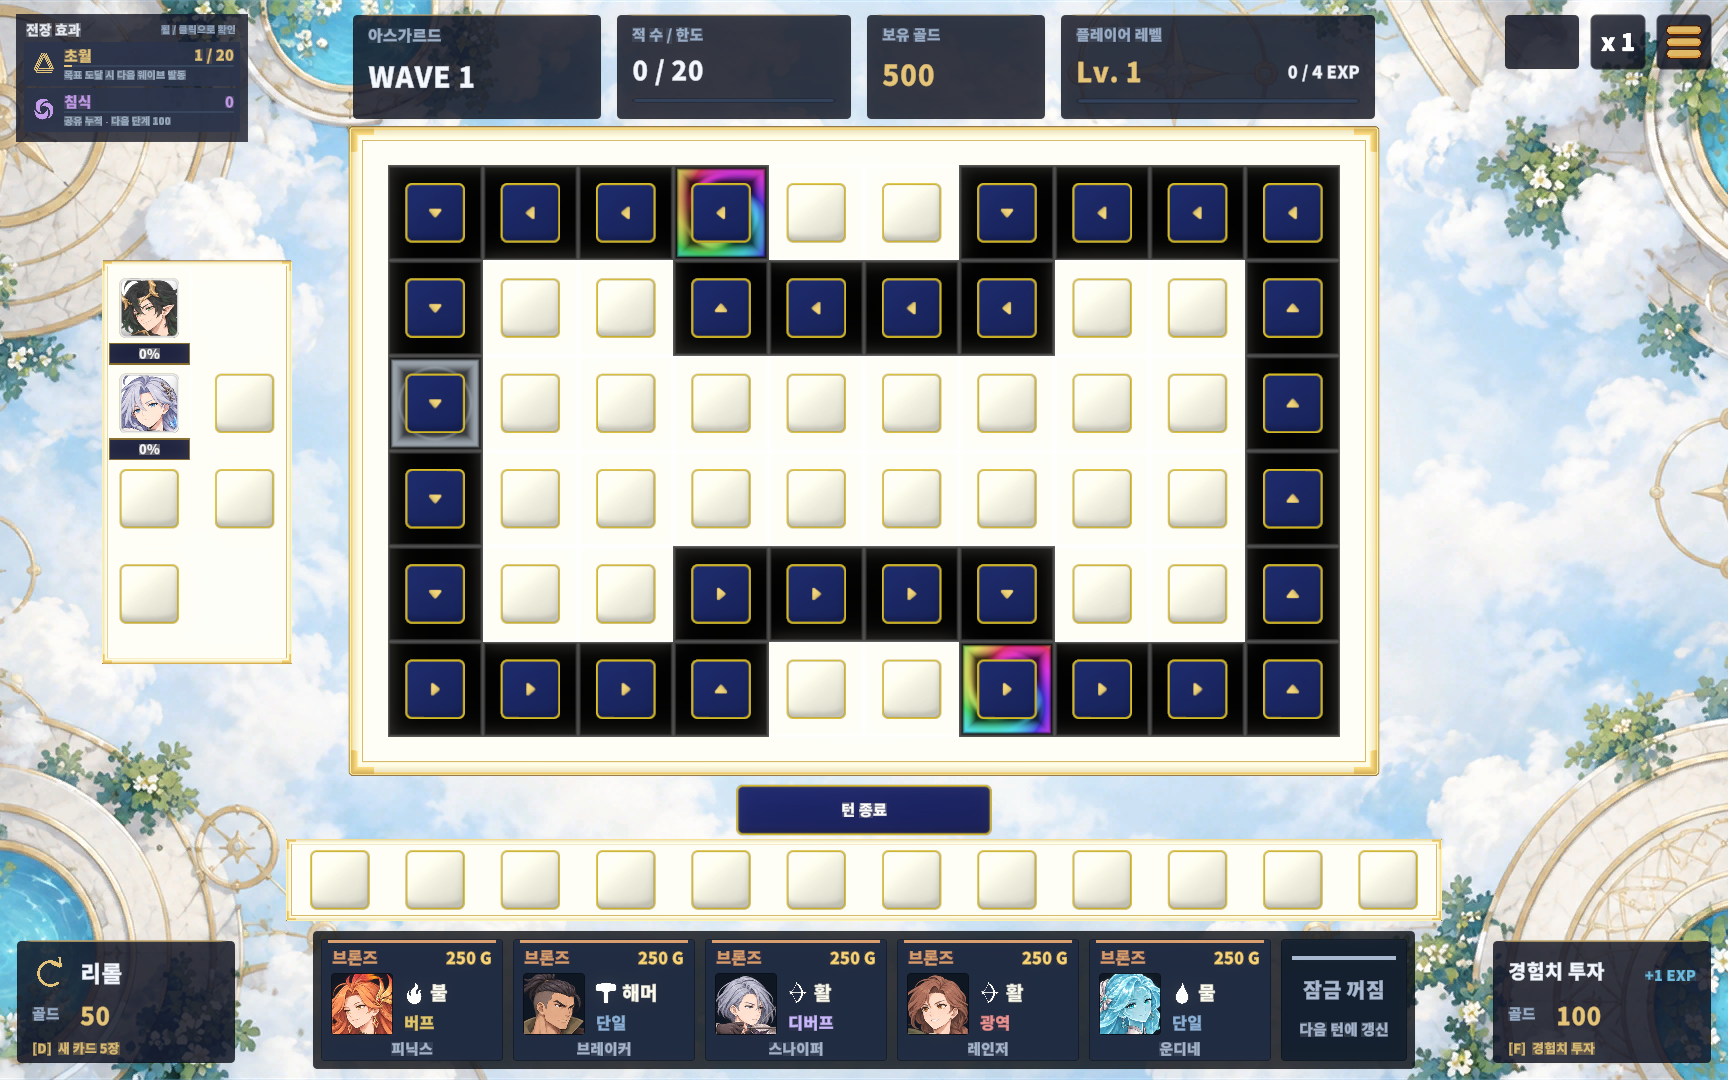 전장 효과
휠 / 클릭으로 확인
초월 1 / 20
목표 도달 시 다음 웨이브 발동
침식 0
공유 누적 · 다음 단계 100
아스가르드
WAVE 1
적 수 / 한도
0 / 20
보유 골드
500
플레이어 레벨
Lv. 1
0 / 4 EXP
x 1
0%
0%
턴 종료
리롤
골드 50
[D] 새 카드 5장
브론즈 250 G
불
버프
피닉스
브론즈 250 G
해머
단일
브레이커
브론즈 250 G
활
디버프
스나이퍼
브론즈 250 G
활
광역
레인저
브론즈 250 G
물
단일
운디네
잠금 꺼짐
다음 턴에 갱신
경험치 투자 +1 EXP
골드 100
[F] 경험치 투자